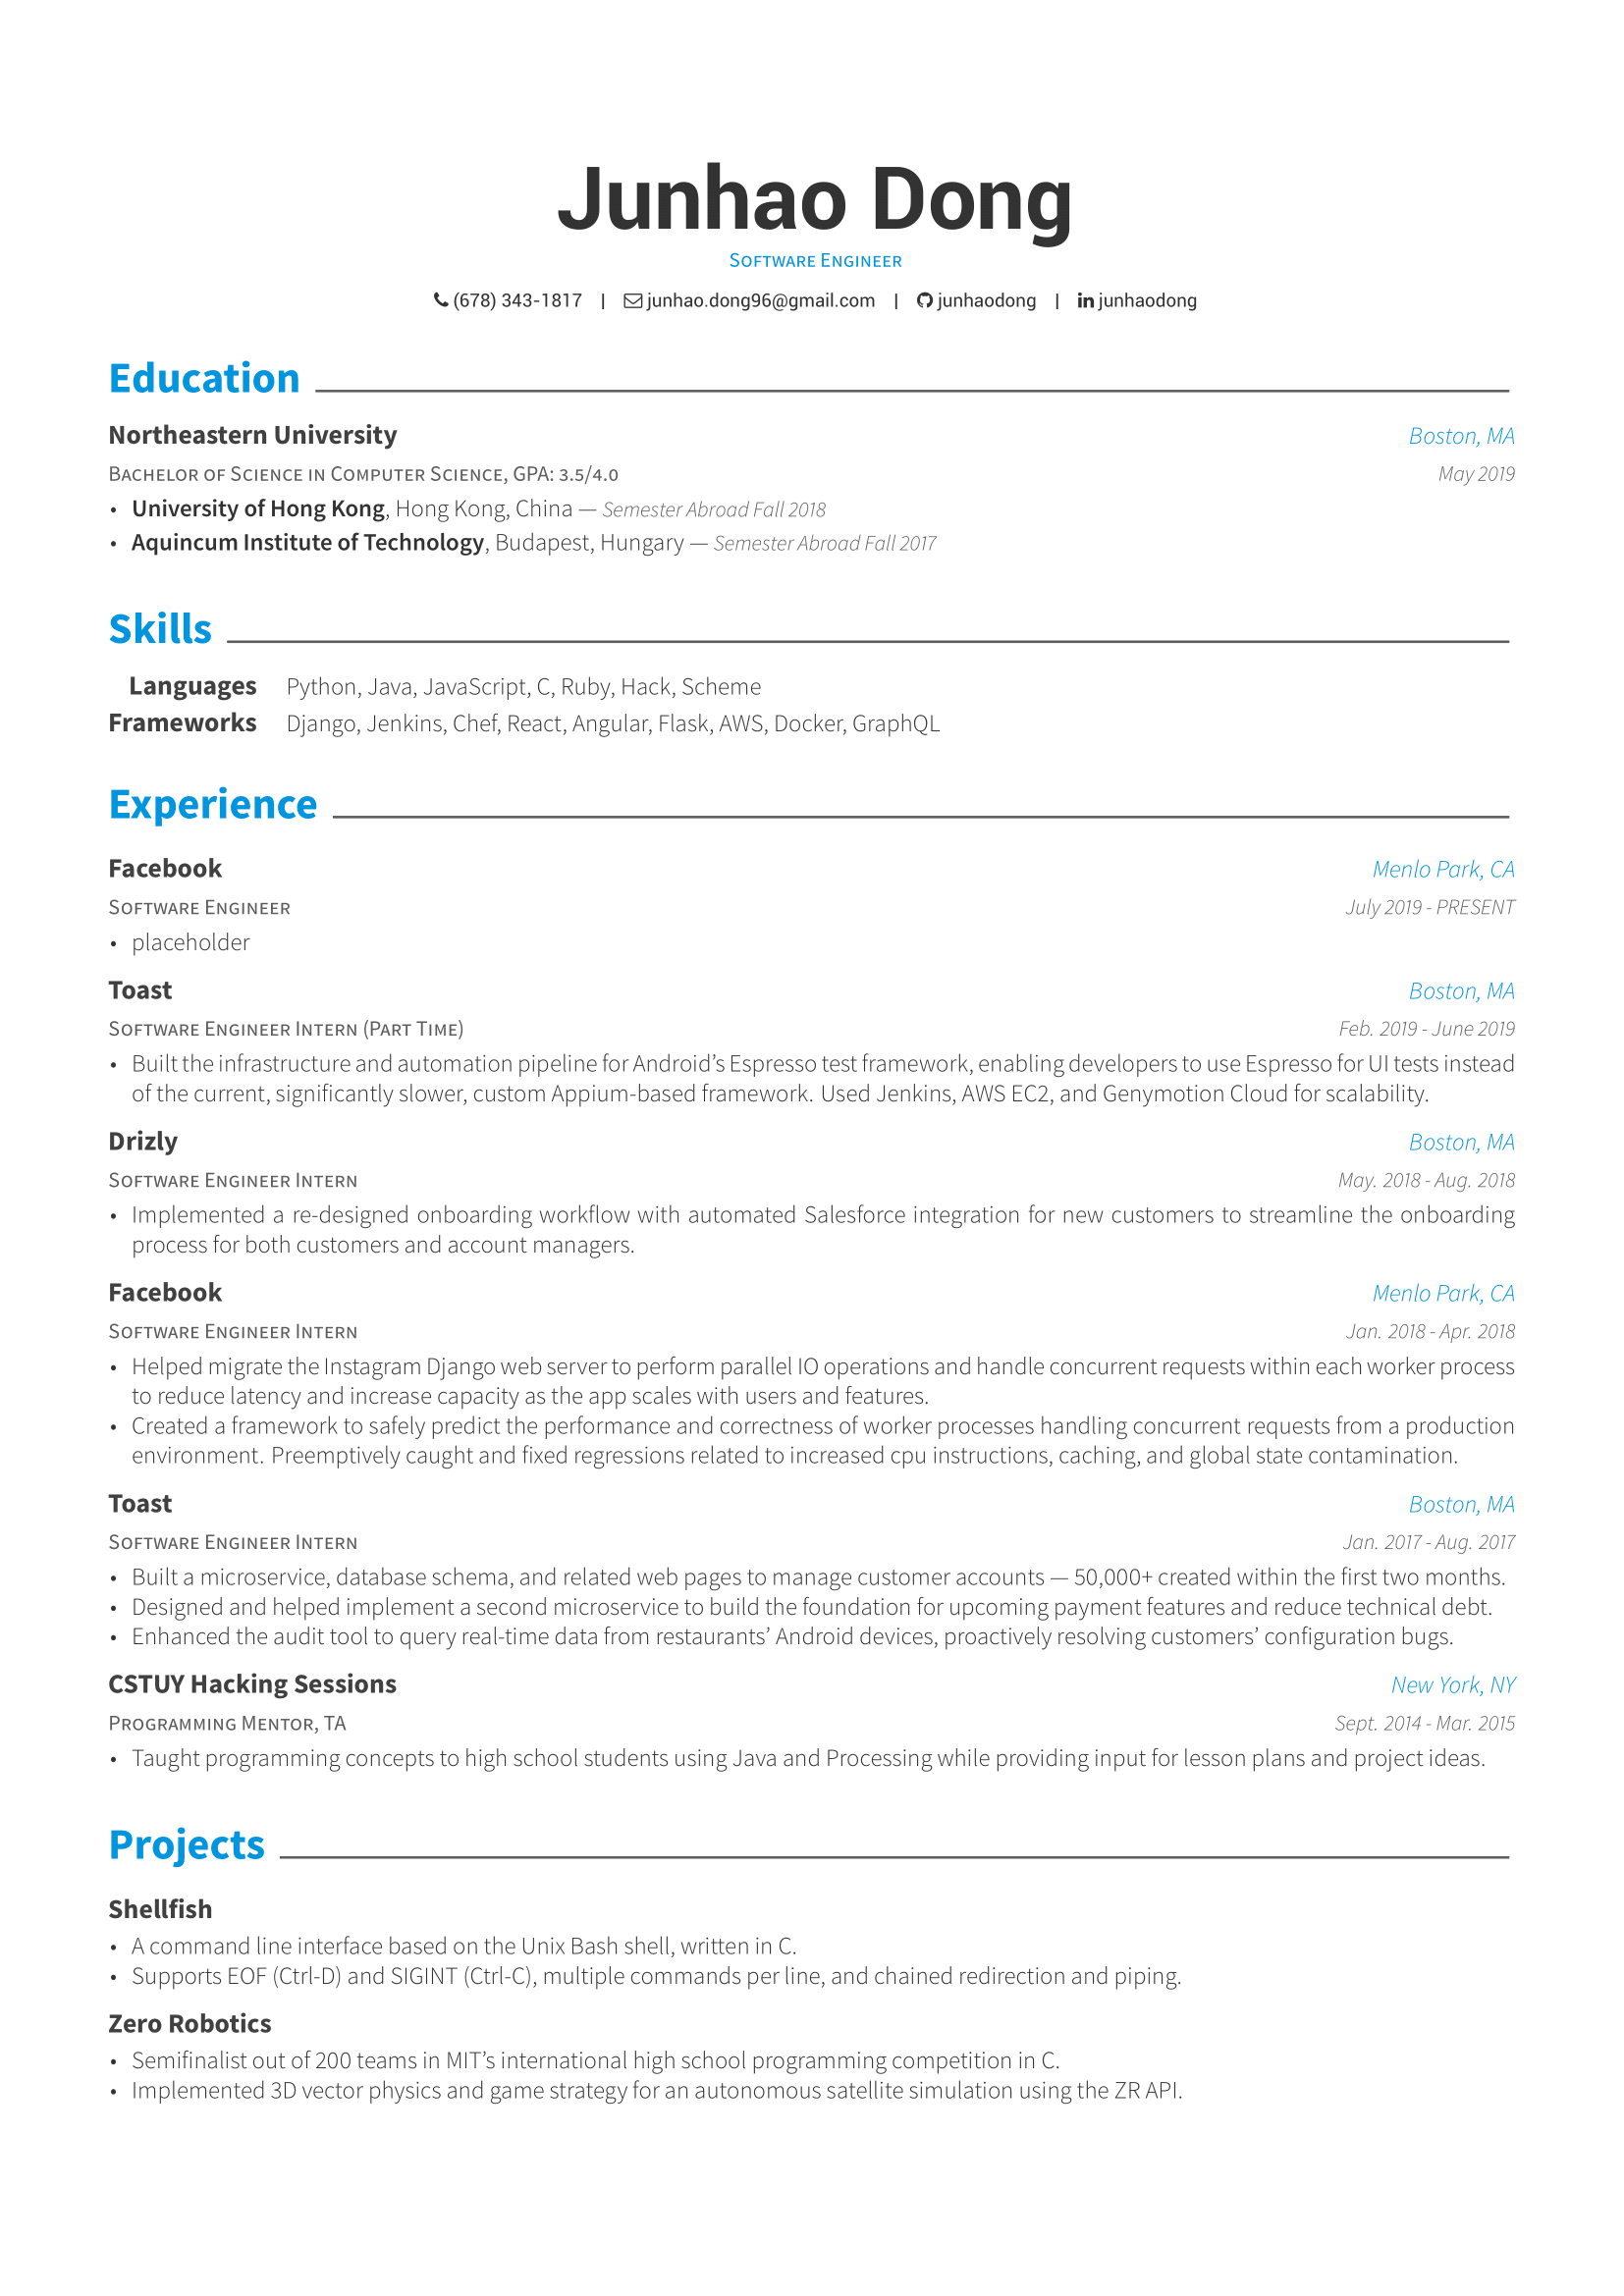 Junhao Dong
Software Engineer
(678) 343-1817 | junhao.dong96@gmail.com | junhaodong | junhaodong
Education
Northeastern University Boston, MA
Bachelor of Science in Computer Science, GPA: 3.5/4.0 May 2019
• University of Hong Kong, Hong Kong, China — Semester Abroad Fall 2018
• Aquincum Institute of Technology, Budapest, Hungary — Semester Abroad Fall 2017
Skills
Languages Python, Java, JavaScript, C, Ruby, Hack, Scheme
Frameworks Django, Jenkins, Chef, React, Angular, Flask, AWS, Docker, GraphQL
Experience
Facebook Menlo Park, CA
Software Engineer July 2019 - PRESENT
• placeholder
Toast Boston, MA
Software Engineer Intern (Part Time) Feb. 2019 - June 2019
• Built the infrastructure and automation pipeline for Android’s Espresso test framework, enabling developers to use Espresso for UI tests instead
of the current, significantly slower, custom Appium-based framework. Used Jenkins, AWS EC2, and Genymotion Cloud for scalability.
Drizly Boston, MA
Software Engineer Intern May. 2018 - Aug. 2018
• Implemented a re-designed onboarding workflow with automated Salesforce integration for new customers to streamline the onboarding
process for both customers and account managers.
Facebook Menlo Park, CA
Software Engineer Intern Jan. 2018 - Apr. 2018
• Helped migrate the Instagram Django web server to perform parallel IO operations and handle concurrent requests within each worker process
to reduce latency and increase capacity as the app scales with users and features.
• Created a framework to safely predict the performance and correctness of worker processes handling concurrent requests from a production
environment. Preemptively caught and fixed regressions related to increased cpu instructions, caching, and global state contamination.
Toast Boston, MA
Software Engineer Intern Jan. 2017 - Aug. 2017
• Built a microservice, database schema, and related web pages to manage customer accounts — 50,000+ created within the first two months.
• Designed and helped implement a second microservice to build the foundation for upcoming payment features and reduce technical debt.
• Enhanced the audit tool to query real-time data from restaurants’ Android devices, proactively resolving customers’ configuration bugs.
CSTUY Hacking Sessions New York, NY
Programming Mentor, TA Sept. 2014 - Mar. 2015
• Taught programming concepts to high school students using Java and Processing while providing input for lesson plans and project ideas.
Projects
Shellfish
• A command line interface based on the Unix Bash shell, written in C.
• Supports EOF (Ctrl-D) and SIGINT (Ctrl-C), multiple commands per line, and chained redirection and piping.
Zero Robotics
• Semifinalist out of 200 teams in MIT’s international high school programming competition in C.
• Implemented 3D vector physics and game strategy for an autonomous satellite simulation using the ZR API.